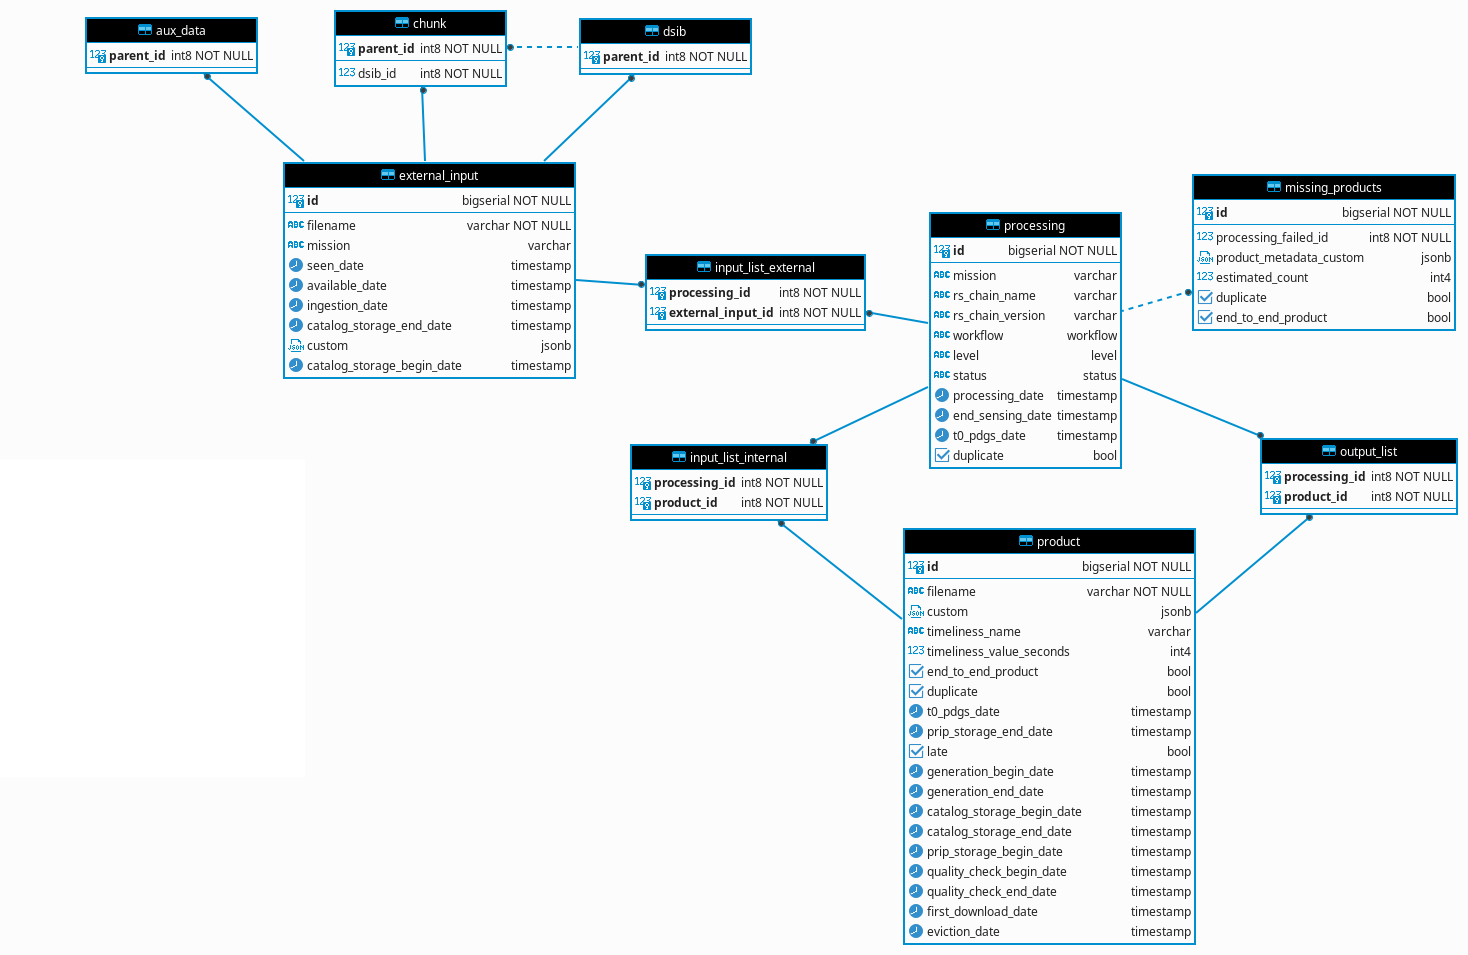 aux_data
parent_id int8 NOT NULL
chunk
parent_id int8 NOT NULL
dsib_id int8 NOT NULL
dsib
parent_id int8 NOT NULL
external_input
id bigserial NOT NULL
filename varchar NOT NULL
mission varchar
seen_date timestamp
available_date timestamp
ingestion_date timestamp
catalog_storage_end_date timestamp
custom jsonb
catalog_storage_begin_date timestamp
input_list_external
processing_id int8 NOT NULL
external_input_id int8 NOT NULL
processing
id bigserial NOT NULL
mission varchar
rs_chain_name varchar
rs_chain_version varchar
workflow workflow
level level
status status
processing_date timestamp
end_sensing_date timestamp
t0_pdgs_date timestamp
duplicate bool
missing_products
id bigserial NOT NULL
processing_failed_id int8 NOT NULL
product_metadata_custom jsonb
estimated_count int4
duplicate bool
end_to_end_product bool
input_list_internal
processing_id int8 NOT NULL
product_id int8 NOT NULL
output_list
processing_id int8 NOT NULL
product_id int8 NOT NULL
product
id bigserial NOT NULL
filename varchar NOT NULL
custom jsonb
timeliness_name varchar
timeliness_value_seconds int4
end_to_end_product bool
duplicate bool
t0_pdgs_date timestamp
prip_storage_end_date timestamp
late bool
generation_begin_date timestamp
generation_end_date timestamp
catalog_storage_begin_date timestamp
catalog_storage_end_date timestamp
prip_storage_begin_date timestamp
quality_check_begin_date timestamp
quality_check_end_date timestamp
first_download_date timestamp
eviction_date timestamp